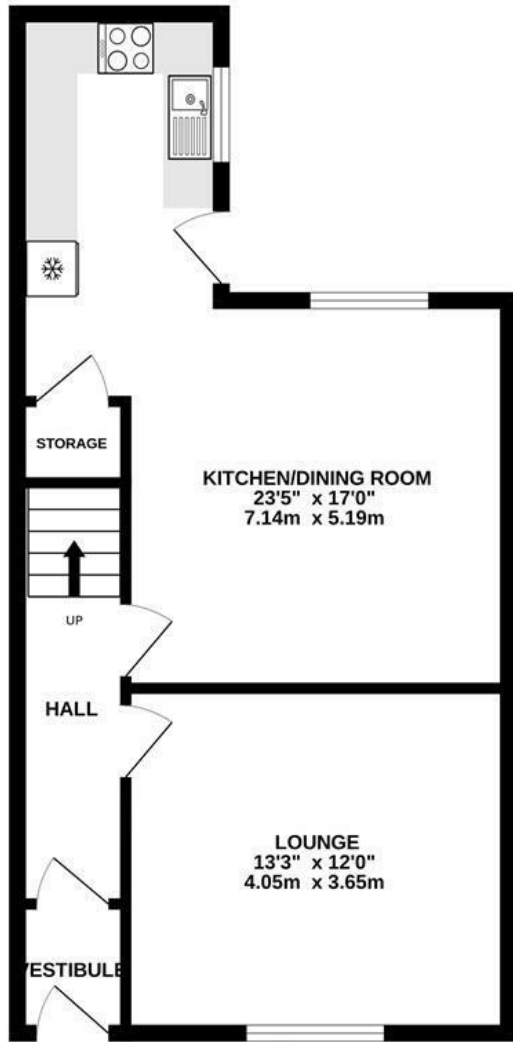 STORAGE
KITCHEN/DINING ROOM
23'5" x 17'0"
7.14m x 5.19m
UP
HALL
LOUNGE
13'3" x 12'0"
4.05m x 3.65m
VESTIBULE